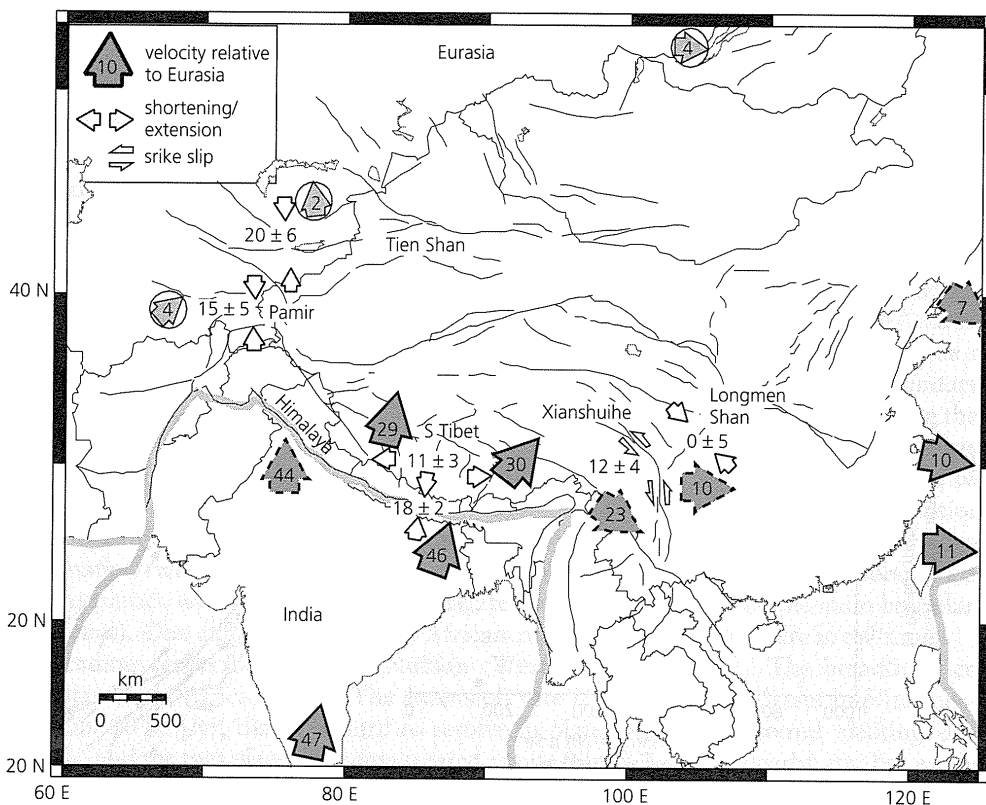 10
velocity relative
to Eurasia
shortening/
extension
srike slip
Eurasia
4
2
20 ± 6
Tien Shan
40 N
4
15 ± 5
Pamir
7
Himalaya
29
S Tibet
Xianshuihe
Longmen
Shan
0 ± 5
44
11 ± 3
30
12 ± 4
10
10
18 ± 2
23
46
11
India
20 N
km
0 500
47
20 N
60 E
80 E
100 E
120 E